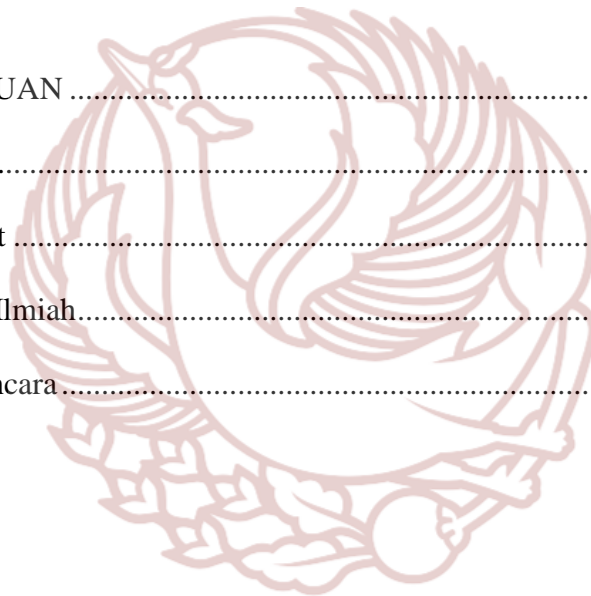 UAN ................................................................
................................................................
t ................................................................
Ilmiah................................................................
ncara................................................................